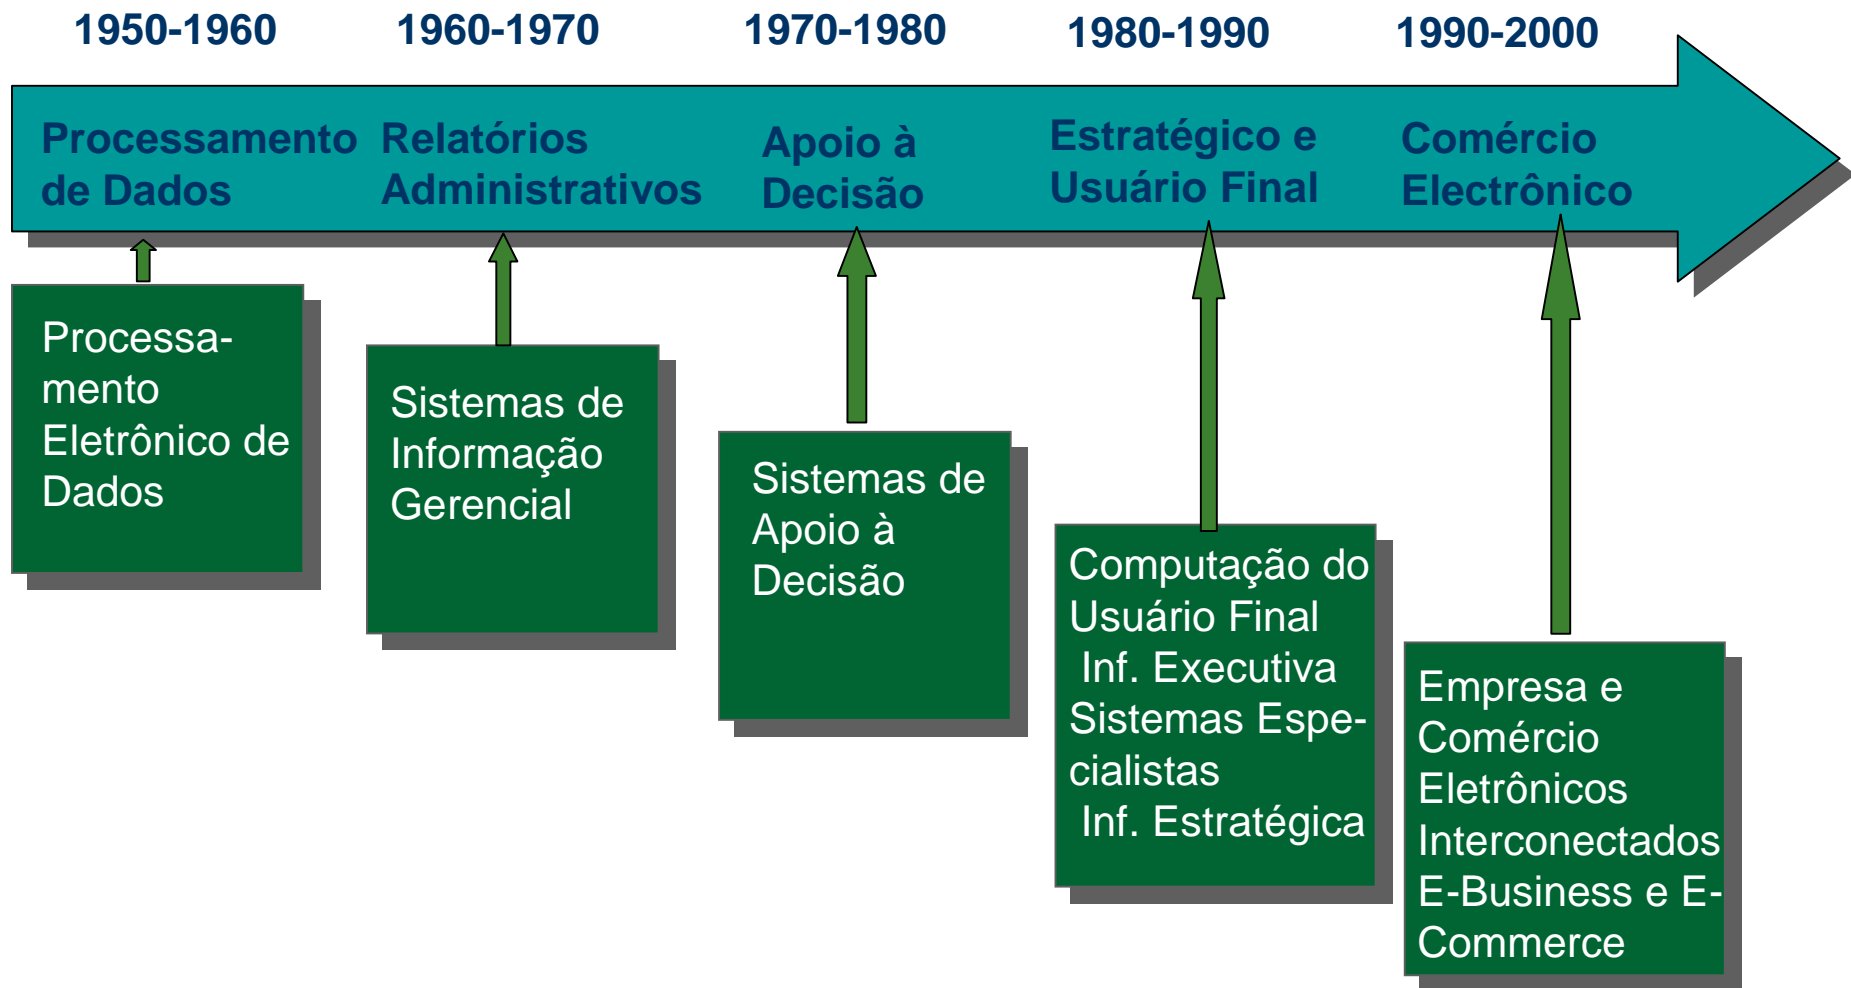 1950-1960
1960-1970
1970-1980
1980-1990
1990-2000
Processamento
de Dados
Relatórios
Administrativos
Apoio à
Decisão
Estratégico e
Usuário Final
Comércio
Electrônico
Processa-
mento
Eletrônico de
Dados
Sistemas de
Informação
Gerencial
Sistemas de
Apoio à
Decisão
Computação do
Usuário Final
Inf. Executiva
Sistemas Espe-
cialistas
Inf. Estratégica
Empresa e
Comércio
Eletrônicos
Interconectados
E-Business e E-
Commerce